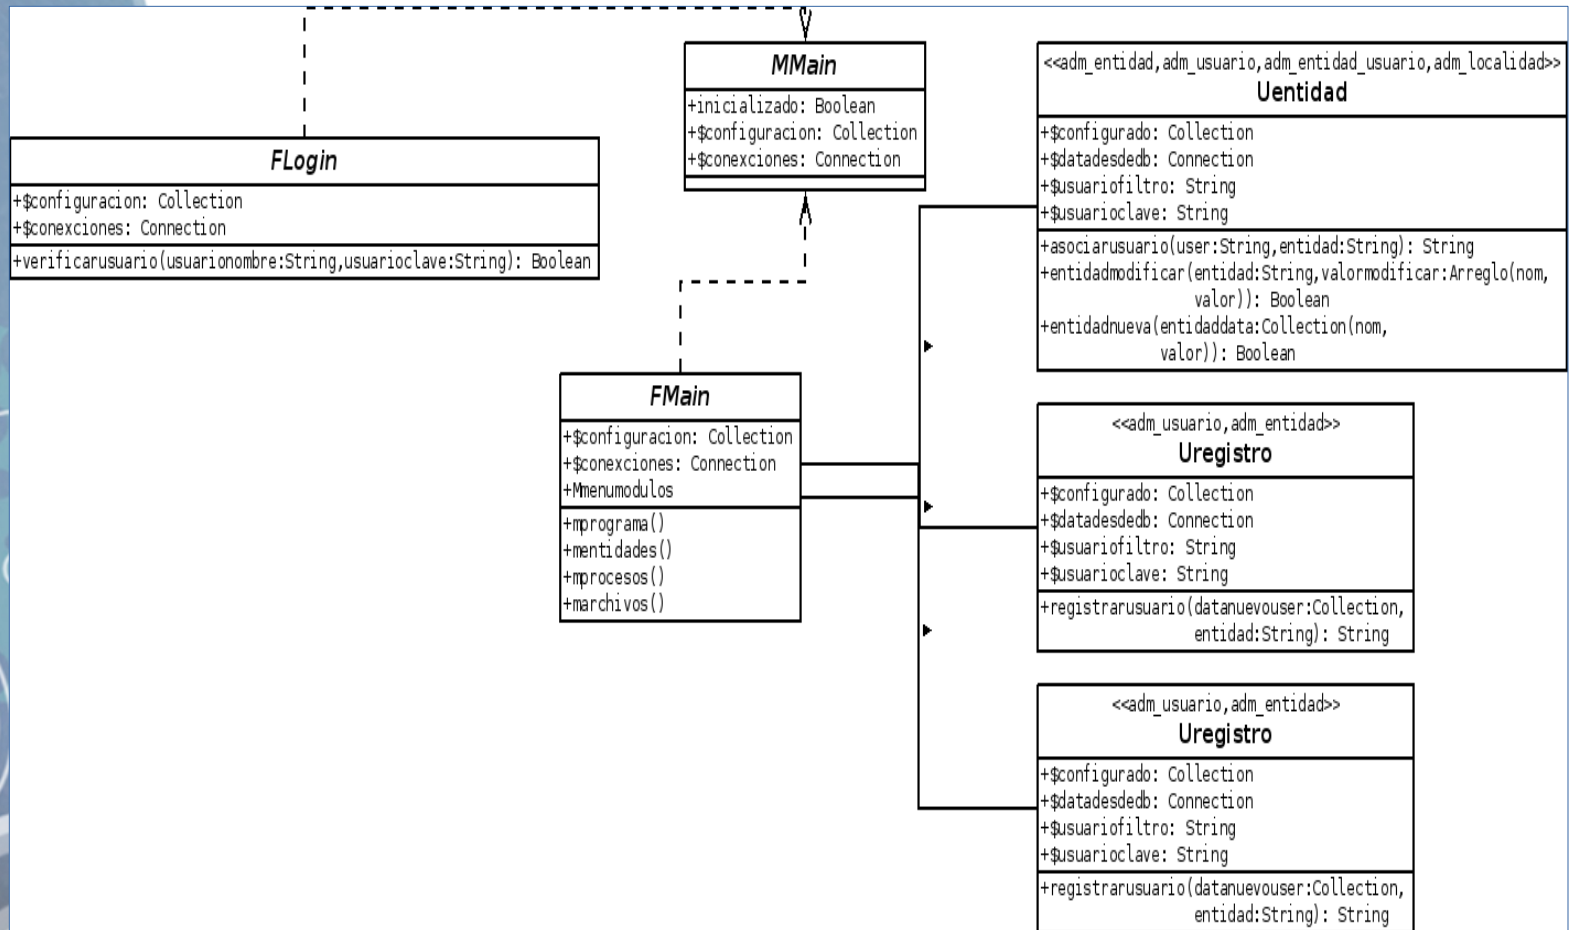 MMain
+inicializado: Boolean
+$configuracion: Collection
+$conexciones: Connection
FLogin
+$configuracion: Collection
+$conexciones: Connection
+verificarusuario(usuarionombre:String,usuarioclave:String): Boolean
FMain
+$configuracion: Collection
+$conexciones: Connection
+Mmenumodulos
+mprograma()
+mentidades()
+mprocesos()
+marchivos()
<<adm_entidad,adm_usuario,adm_entidad_usuario,adm_localidad>>
Uentidad
+$configurado: Collection
+$datadesdedb: Connection
+$usuariofiltro: String
+$usuarioclave: String
+asociarusuario(user:String,entidad:String): String
+entidadmodificar(entidad:String,valormodificar:Arreglo(nom,
valor)): Boolean
+entidadnueva(entidaddata:Collection(nom,
valor)): Boolean
<<adm_usuario,adm_entidad>>
Uregistro
+$configurado: Collection
+$datadesdedb: Connection
+$usuariofiltro: String
+$usuarioclave: String
+registrarusuario(datanuevouser:Collection,
entidad:String): String
<<adm_usuario,adm_entidad>>
Uregistro
+$configurado: Collection
+$datadesdedb: Connection
+$usuariofiltro: String
+$usuarioclave: String
+registrarusuario(datanuevouser:Collection,
entidad:String): String